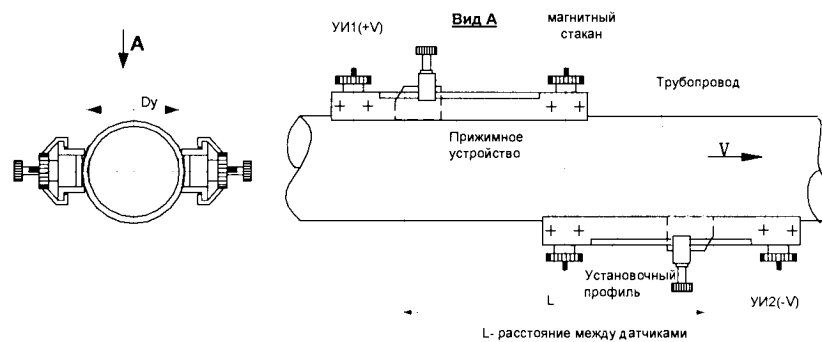 А
Dy
УИ1(+V)
Вид А
магнитный
стакан
Трубопровод
Прижимное
устройство
V
Установочный
профиль
L
УИ2(-V)
L- расстояние между датчиками